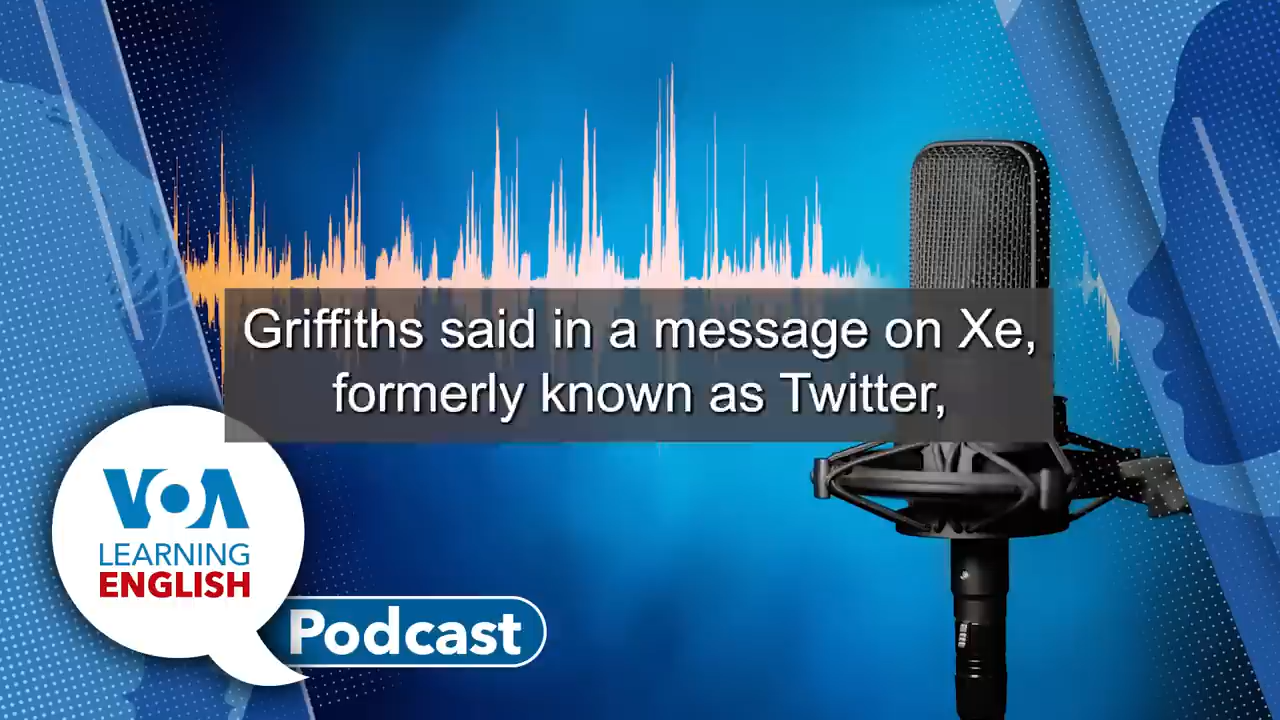 Griffiths said in a message on Xe,
formerly known as Twitter,
VOA
LEARNING
ENGLISH
Podcast